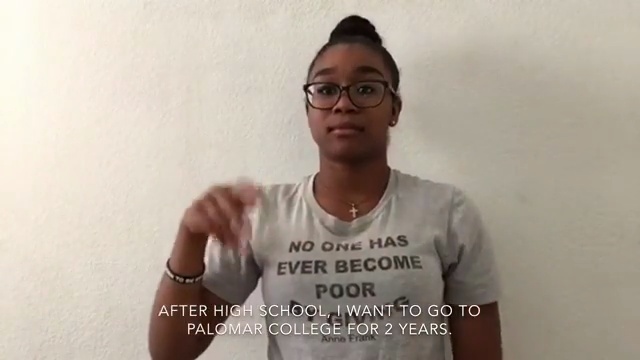 NO ONE HAS
EVER BECOME
POOR
GIVING
Anne Frank
AFTER HIGH SCHOOL, I WANT TO GO TO
PALOMAR COLLEGE FOR 2 YEARS.